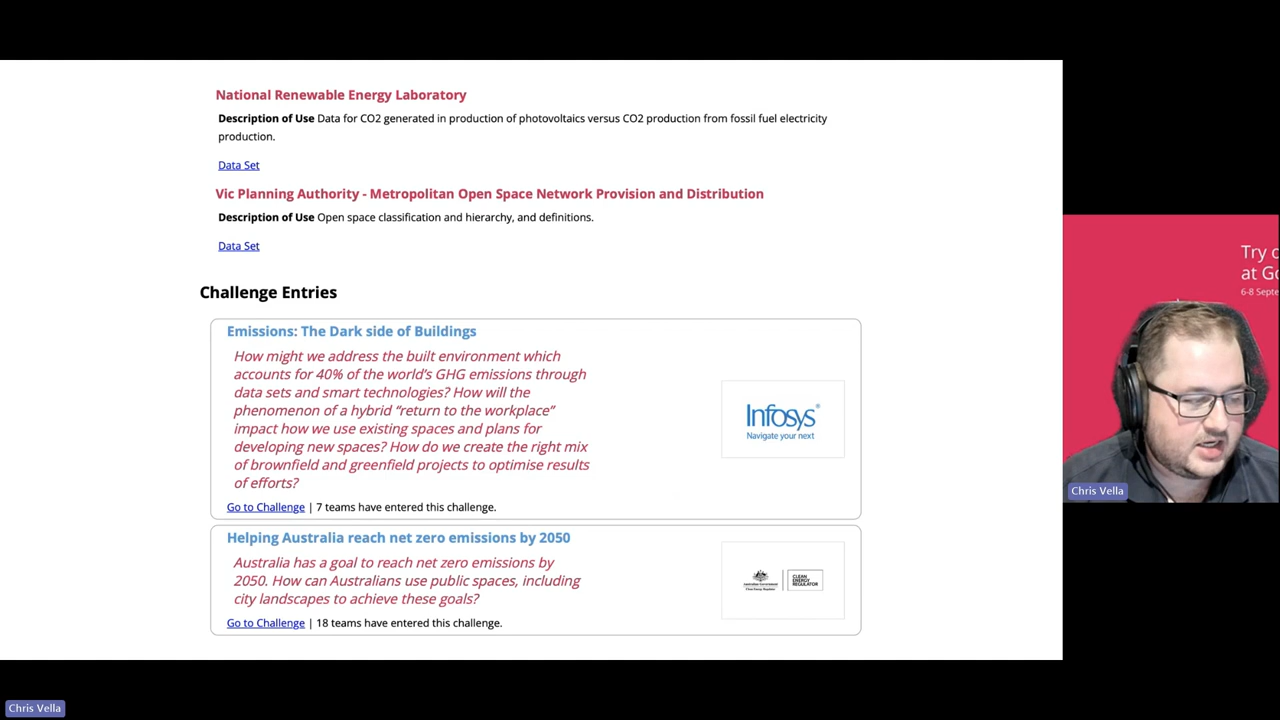 National Renewable Energy Laboratory
Description of Use Data for CO2 generated in production of photovoltaics versus CO2 production from fossil fuel electricity
production.
Data Set
Vic Planning Authority - Metropolitan Open Space Network Provision and Distribution
Description of Use Open space classification and hierarchy, and definitions.
Data Set
Challenge Entries
Emissions: The Dark side of Buildings
How might we address the built environment which
accounts for 40% of the world's GHG emissions through
data sets and smart technologies? How will the
phenomenon of a hybrid “return to the workplace”
impact how we use existing spaces and plans for
developing new spaces? How do we create the right mix
of brownfield and greenfield projects to optimise results
of efforts?
Infosys®
Navigate your next
Go to Challenge | 7 teams have entered this challenge.
Helping Australia reach net zero emissions by 2050
Australia has a goal to reach net zero emissions by
2050. How can Australians use public spaces, including
city landscapes to achieve these goals?
Australian Government
CLEAN
ENERGY
REGULATOR
Go to Challenge | 18 teams have entered this challenge.
Try
at
6-8 Septe
Chris Vella
Chris Vella